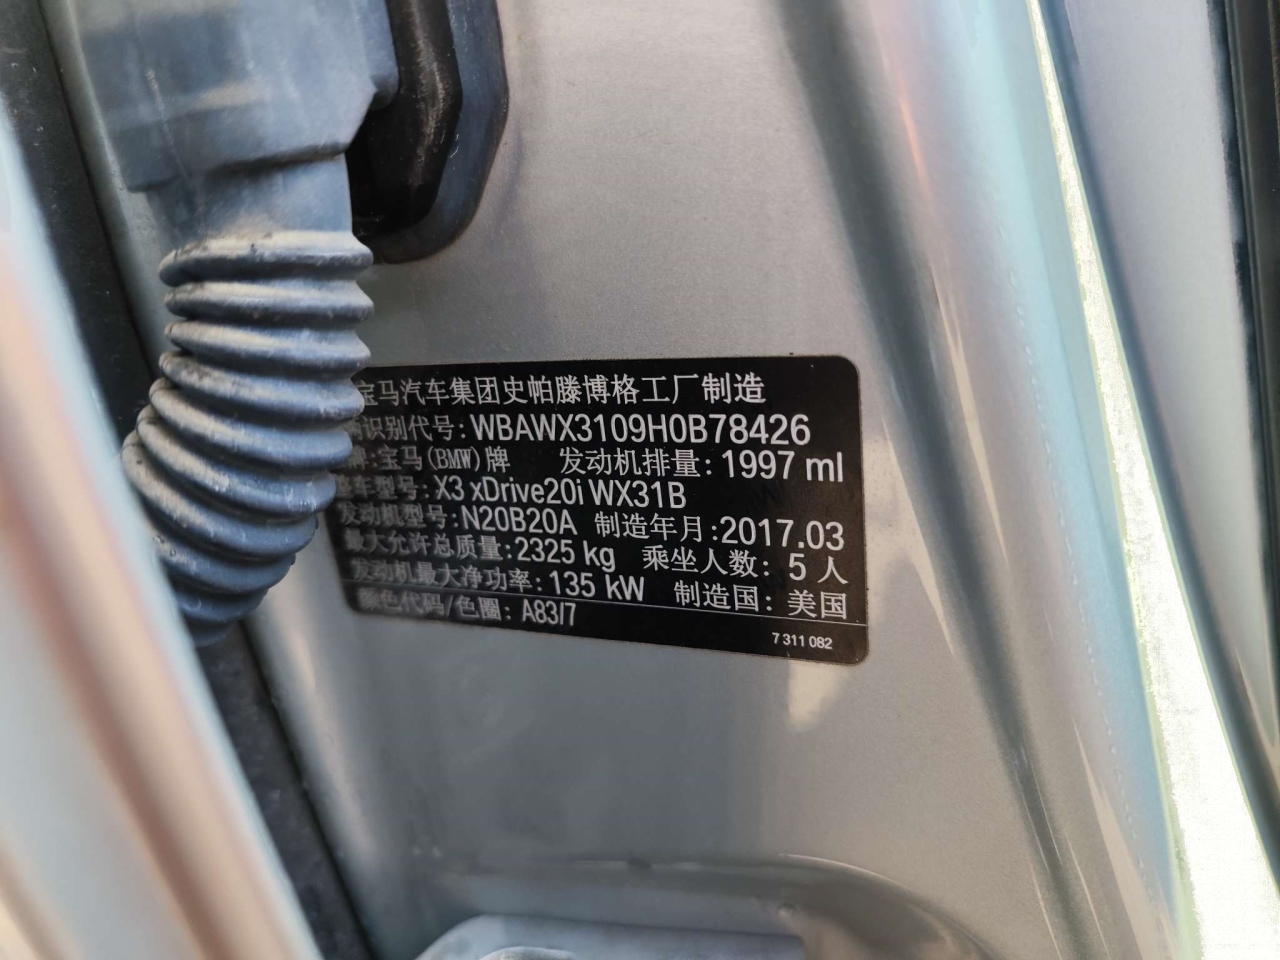 宝马汽车集团史帕滕博格工厂制造
辆识别代号: WBAWX3109H0B78426
牌: 宝马(BMW)牌 发动机排量: 1997 ml
整车型号: X3 xDrive20i WX31B
发动机型号: N20B20A 制造年月: 2017.03
最大允许总质量: 2325 kg 乘坐人数: 5 人
发动机最大净功率: 135 kW 制造国: 美国
颜色代码/色圈: A83/7
7 311 082